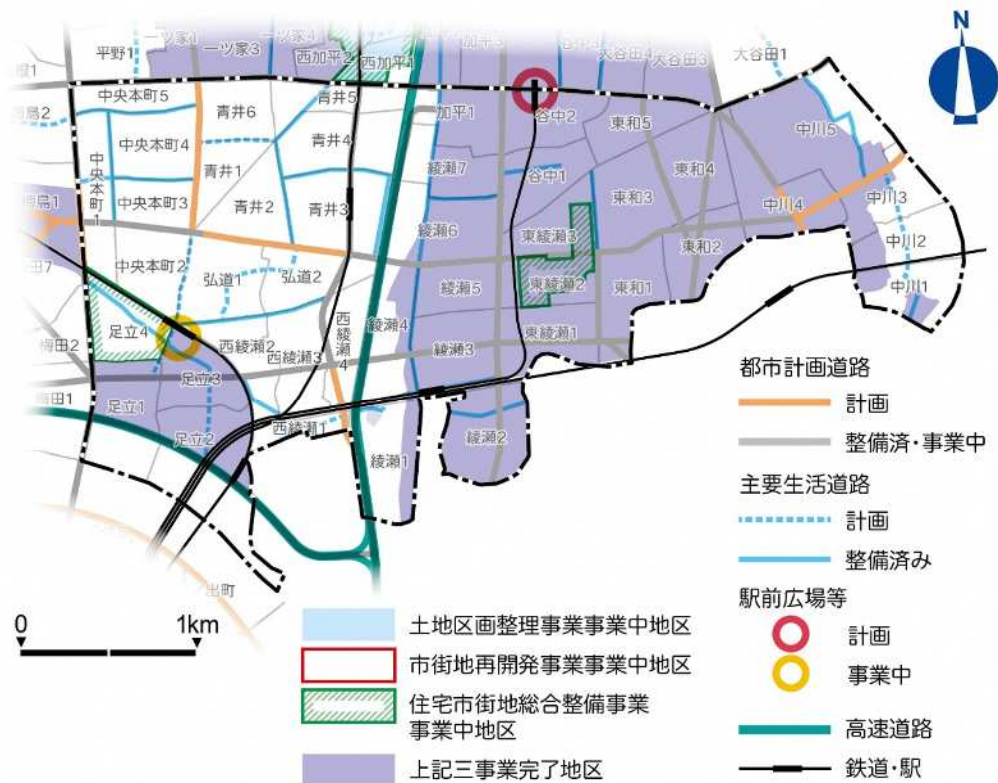 一ツ家1
一ツ家3
一ツ家4
西加平2
西加平1
加平3
谷中4
大谷田4
大谷田3
大谷田1
N
平野1
中央本町5
青井6
青井5
加平1
谷中2
東和5
中川5
中央本町4
青井4
中央本町1
青井1
綾瀬7
谷中1
東和4
中央本町3
青井2
青井3
東和3
中川4
中川3
綾瀬6
東綾瀬3
東和2
中川2
中央本町2
弘道1
弘道2
綾瀬5
東綾瀬2
東和1
中川1
足立4
西綾瀬2
西綾瀬3
西綾瀬4
綾瀬4
綾瀬3
東綾瀬1
梅田2
足立3
梅田1
足立1
足立2
西綾瀬1
綾瀬1
綾瀬2
出町
0
1km
土地区画整理事業事業中地区
市街地再開発事業事業中地区
住宅市街地総合整備事業
事業中地区
上記三事業完了地区
都市計画道路
計画
整備済・事業中
主要生活道路
計画
整備済み
駅前広場等
計画
事業中
高速道路
鉄道・駅